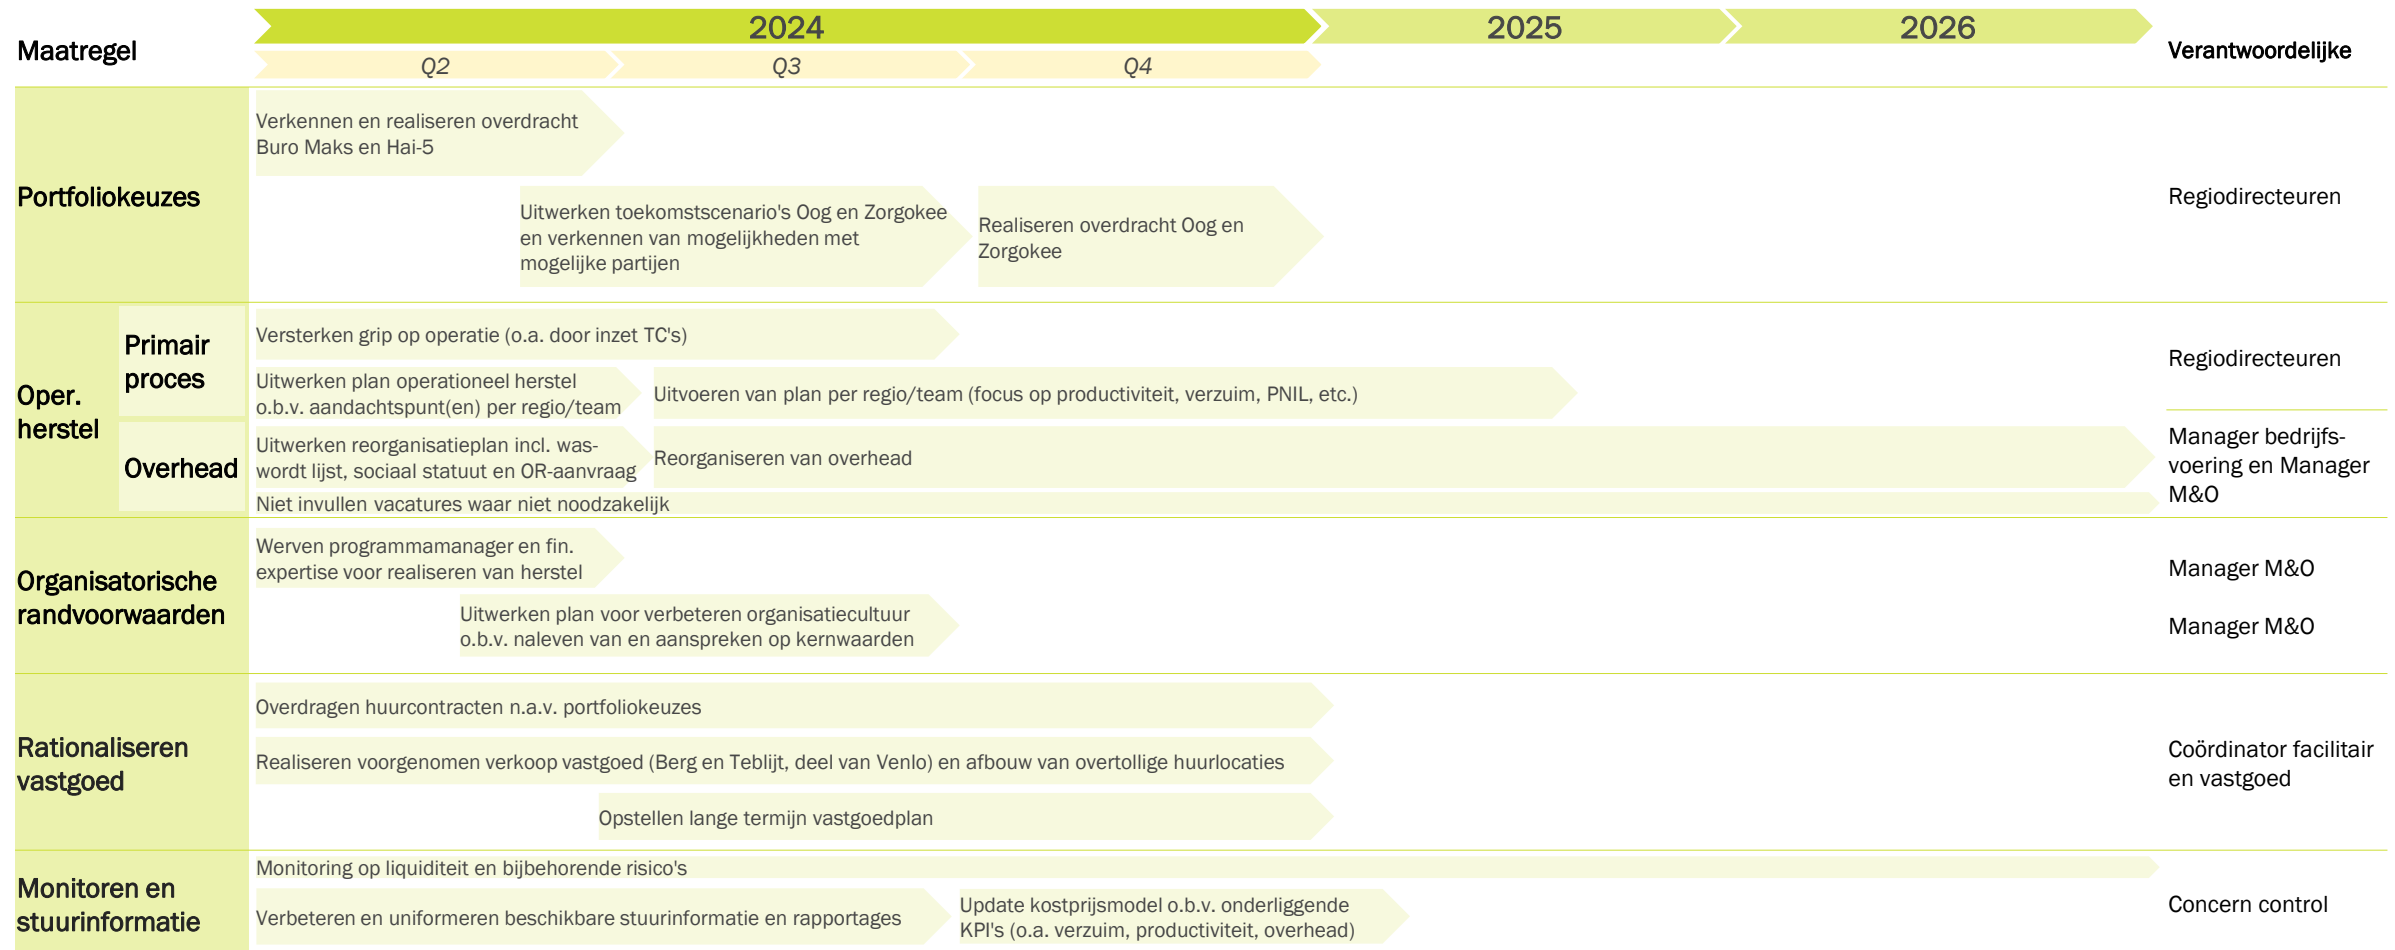 Maatregel
2024
2025
2026
Verantwoordelijke
Q2
Q3
Q4
Portfoliokeuzes
Verkennen en realiseren overdracht
Buro Maks en Hai-5
Uitwerken toekomstscenario's Oog en Zorgokee
en verkennen van mogelijkheden met
mogelijke partijen
Realiseren overdracht Oog en
Zorgokee
Regiodirecteuren
Oper.
herstel
Primair
proces
Versterken grip op operatie (o.a. door inzet TC's)
Uitwerken plan operationeel herstel
o.b.v. aandachtspunt(en) per regio/team
Uitvoeren van plan per regio/team (focus op productiviteit, verzuim, PNIL, etc.)
Regiodirecteuren
Overhead
Uitwerken reorganisatieplan incl. was-
wordt lijst, sociaal statuut en OR-aanvraag
Reorganiseren van overhead
Niet invullen vacatures waar niet noodzakelijk
Manager bedrijfs-
voering en Manager
M&O
Organisatorische
randvoorwaarden
Werven programmamanager en fin.
expertise voor realiseren van herstel
Manager M&O
Uitwerken plan voor verbeteren organisatiecultuur
o.b.v. naleven van en aanspreken op kernwaarden
Manager M&O
Rationaliseren
vastgoed
Overdragen huurcontracten n.a.v. portfoliokeuzes
Realiseren voorgenomen verkoop vastgoed (Berg en Teblijt, deel van Venlo) en afbouw van overtollige huurlocaties
Opstellen lange termijn vastgoedplan
Coördinator facilitair
en vastgoed
Monitoren en
stuurinformatie
Monitoring op liquiditeit en bijbehorende risico's
Verbeteren en uniformeren beschikbare stuurinformatie en rapportages
Update kostprijsmodel o.b.v. onderliggende
KPI's (o.a. verzuim, productiviteit, overhead)
Concern control